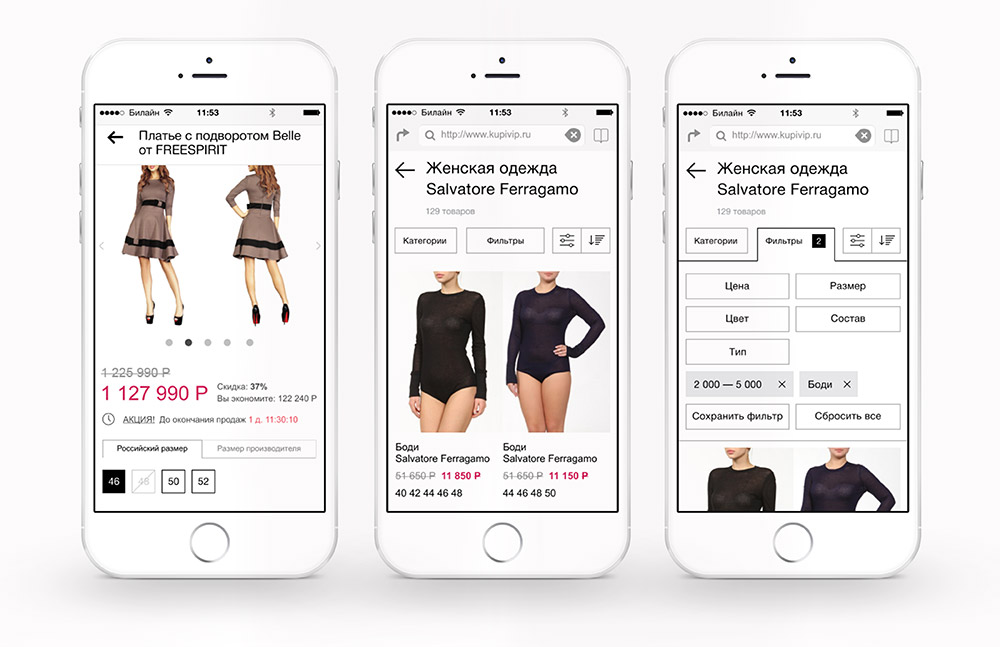 Билайн 11:53
Платье с подворотом Belle
от FREESPIRIT
1 225 990 Р
1 127 990 Р
Скидка: 37%
Вы экономите: 122 240 Р
АКЦИЯ! До окончания продаж 1 д. 11:30:10
Российский размер
Размер производителя
46 48 50 52
Билайн 11:53
http://www.kupivip.ru
Женская одежда
Salvatore Ferragamo
129 товаров
Категории
Фильтры
Боди
Salvatore Ferragamo
51 650 Р 11 850 Р
40 42 44 46 48
Боди
Salvatore Ferragamo
51 650 Р 11 150 Р
44 46 48 50
Билайн 11:53
http://www.kupivip.ru
Женская одежда
Salvatore Ferragamo
129 товаров
Категории
Фильтры 2
Цена
Размер
Цвет
Состав
Тип
2 000 — 5 000 ×
Боди ×
Сохранить фильтр
Сбросить все